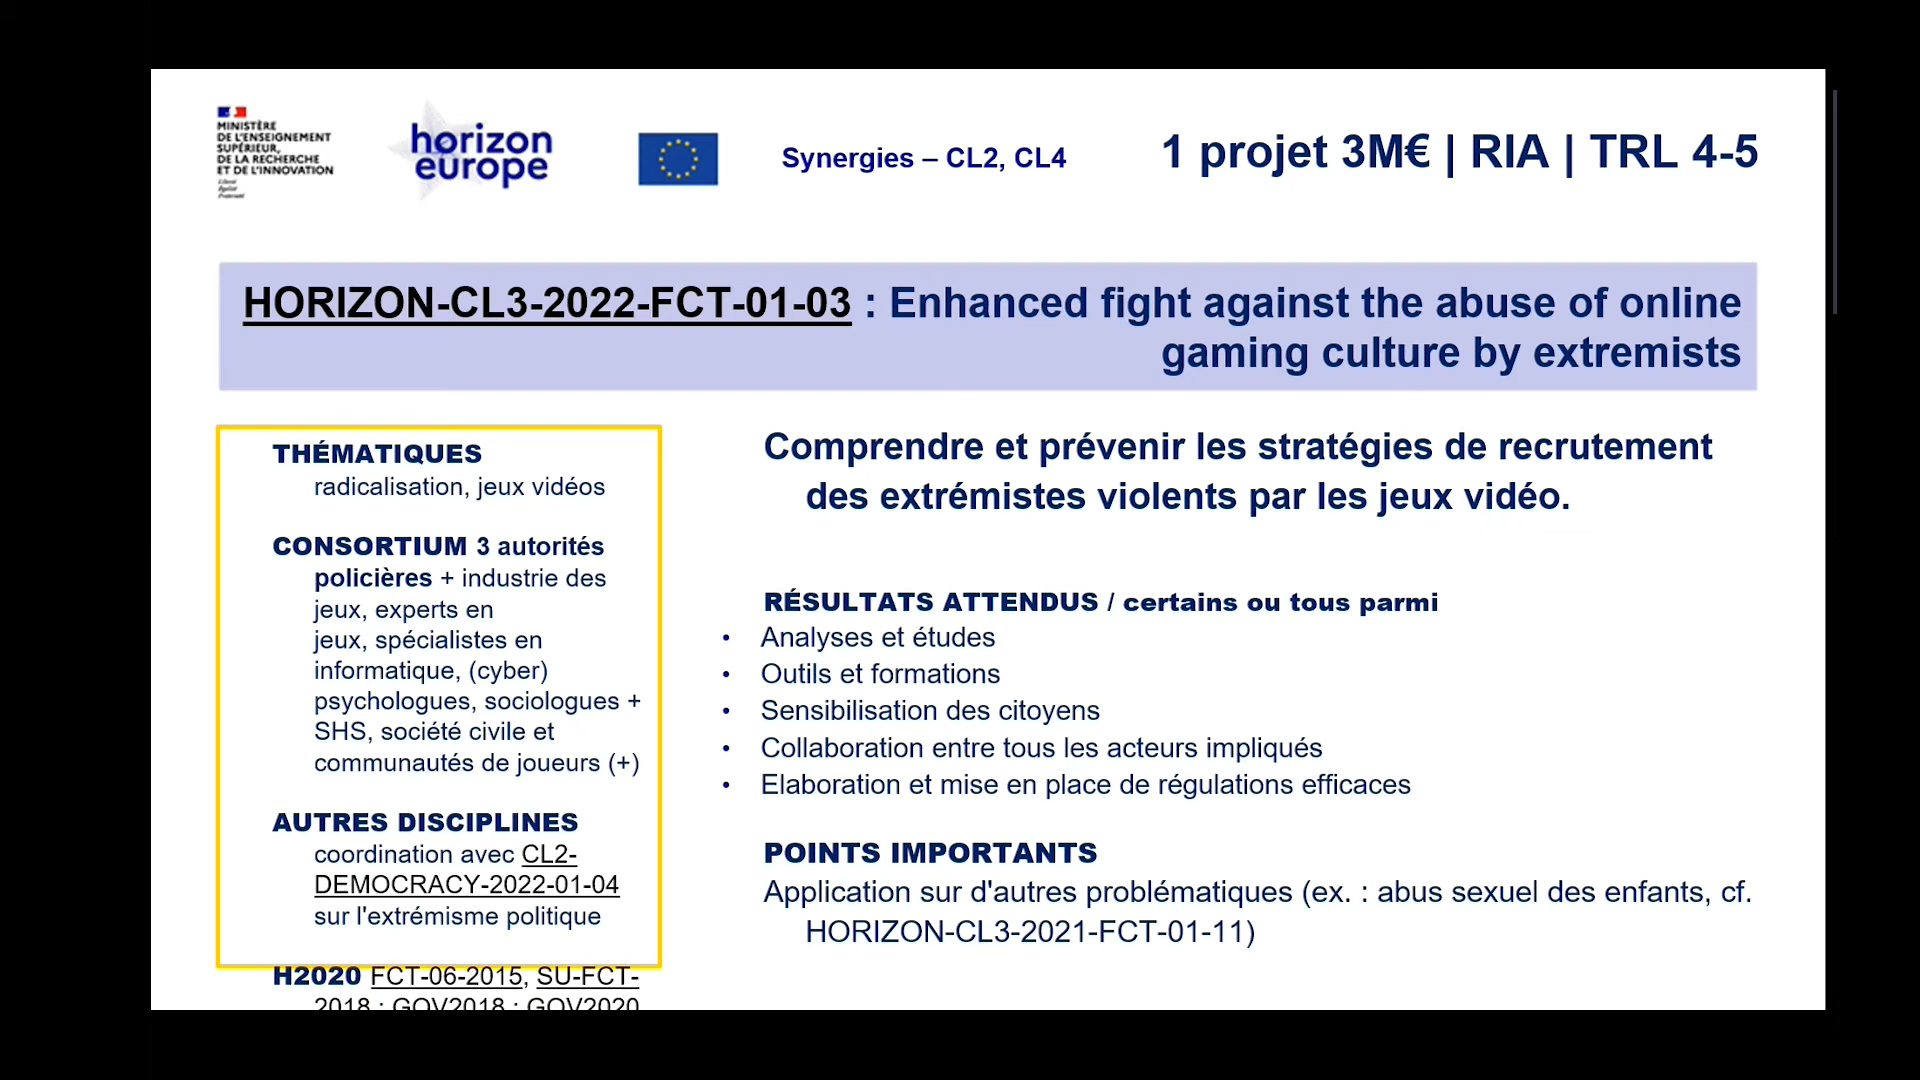 MINISTÈRE
DE L'ENSEIGNEMENT
SUPÉRIEUR,
DE LA RECHERCHE
ET DE L'INNOVATION
Liberté
Égalité
Fraternité
horizon
europe
Synergies – CL2, CL4
1 projet 3M€ | RIA | TRL 4-5
HORIZON-CL3-2022-FCT-01-03 : Enhanced fight against the abuse of online
gaming culture by extremists
THÉMATIQUES
radicalisation, jeux vidéos
CONSORTIUM 3 autorités
policières + industrie des
jeux, experts en
jeux, spécialistes en
informatique, (cyber)
psychologues, sociologues +
SHS, société civile et
communautés de joueurs (+)
AUTRES DISCIPLINES
coordination avec CL2-
DEMOCRACY-2022-01-04
sur l'extrémisme politique
H2020 FCT-06-2015, SU-FCT-
2018 ; GOV2018 ; GOV2020
Comprendre et prévenir les stratégies de recrutement
des extrémistes violents par les jeux vidéo.
RÉSULTATS ATTENDUS / certains ou tous parmi
• Analyses et études
• Outils et formations
• Sensibilisation des citoyens
• Collaboration entre tous les acteurs impliqués
• Elaboration et mise en place de régulations efficaces
POINTS IMPORTANTS
Application sur d'autres problématiques (ex. : abus sexuel des enfants, cf.
HORIZON-CL3-2021-FCT-01-11)